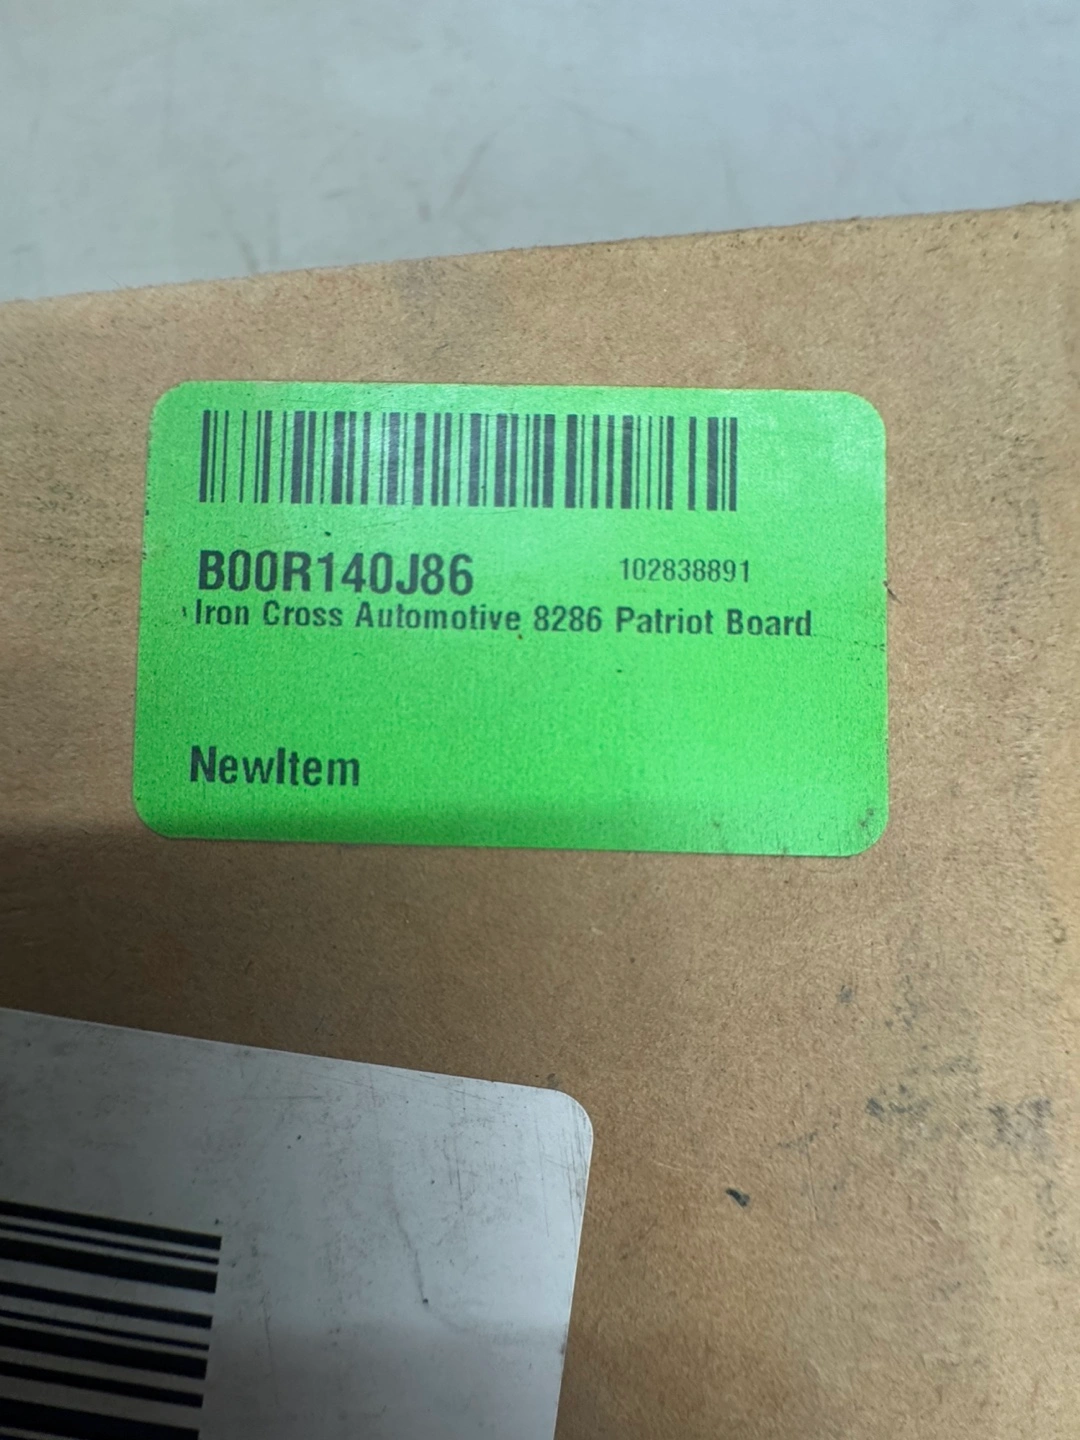 B00R140J86
102838891
Iron Cross Automotive 8286 Patriot Board
NewItem